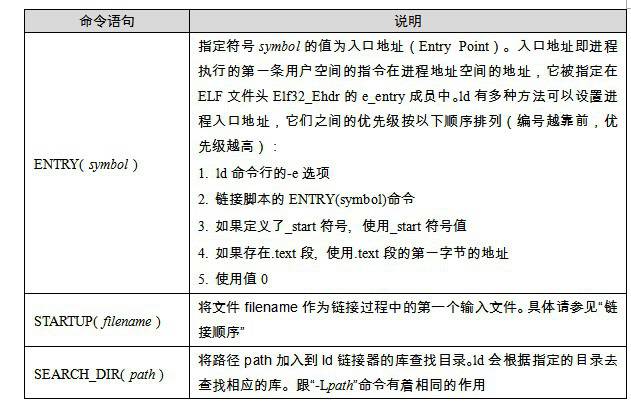 命令语句 说明
ENTRY( symbol )
指定符号 symbol 的值为入口地址（Entry Point）。入口地址即进程
执行的第一条用户空间的指令在进程地址空间的地址，它被指定在
ELF 文件头 Elf32_Ehdr 的 e_entry 成员中。ld 有多种方法可以设置进
程入口地址，它们之间的优先级按以下顺序排列（编号越靠前，优
先级越高）：
1. ld 命令行的-e 选项
2. 链接脚本的 ENTRY(symbol)命令
3. 如果定义了_start 符号，使用_start 符号值
4. 如果存在.text 段，使用.text 段的第一字节的地址
5. 使用值 0
STARTUP( filename )
将文件 filename 作为链接过程中的第一个输入文件。具体请参见“链
接顺序”
SEARCH_DIR( path )
将路径 path 加入到 ld 链接器的库查找目录。ld 会根据指定的目录去
查找相应的库。跟“-Lpath”命令有着相同的作用